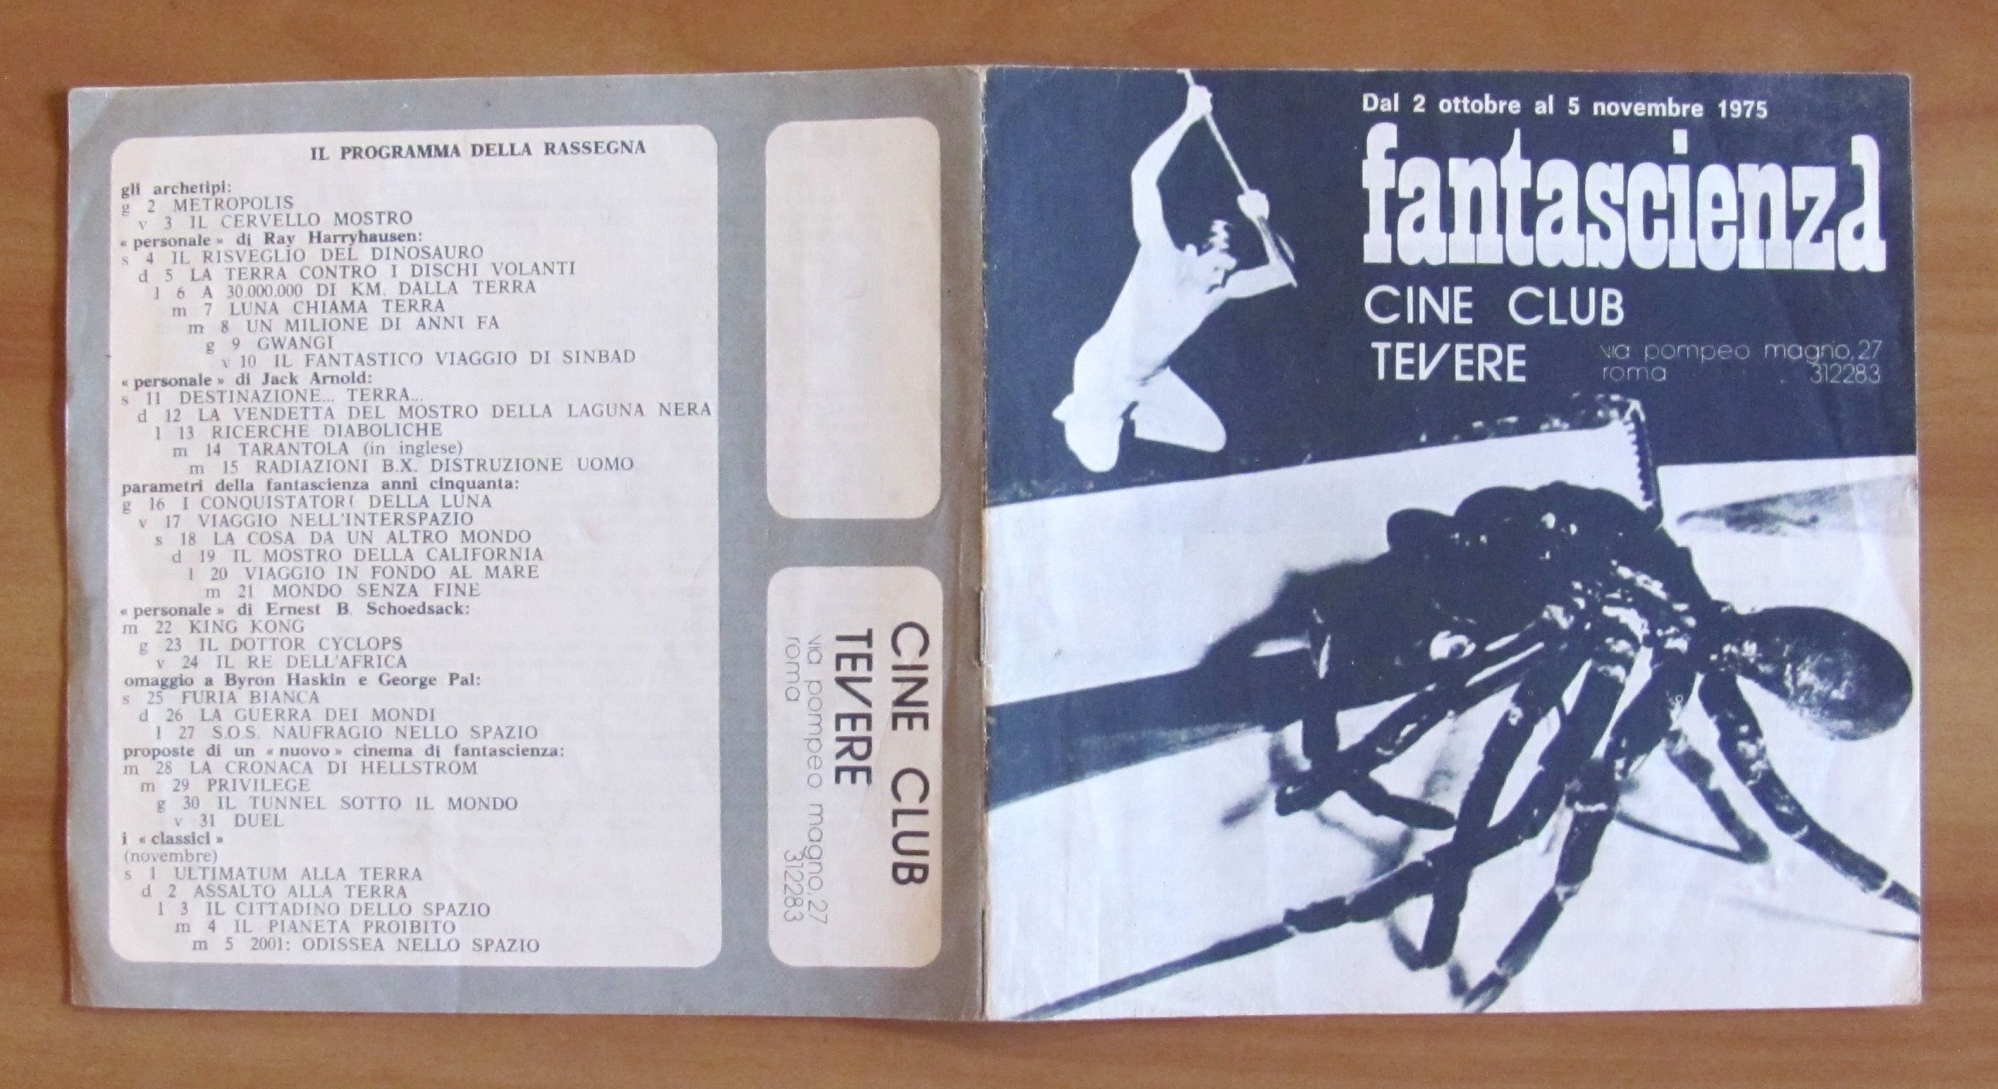 IL PROGRAMMA DELLA RASSEGNA
gli archetipi:
g 2 METROPOLIS
v 3 IL CERVELLO MOSTRO
« personale » di Ray Harryhausen:
s 4 IL RISVEGLIO DEL DINOSAURO
d 5 LA TERRA CONTRO I DISCHI VOLANTI
l 6 A 30.000.000 DI KM. DALLA TERRA
m 7 LUNA CHIAMA TERRA
m 8 UN MILIONE DI ANNI FA
g 9 GWANGI
v 10 IL FANTASTICO VIAGGIO DI SINBAD
« personale » di Jack Arnold:
s 11 DESTINAZIONE... TERRA...
d 12 LA VENDETTA DEL MOSTRO DELLA LAGUNA NERA
l 13 RICERCHE DIABOLICHE
m 14 TARANTOLA (in inglese)
m 15 RADIAZIONI B.X. DISTRUZIONE UOMO
parametri della fantascienza anni cinquanta:
g 16 I CONQUISTATORI DELLA LUNA
v 17 VIAGGIO NELL'INTERSPAZIO
s 18 LA COSA DA UN ALTRO MONDO
d 19 IL MOSTRO DELLA CALIFORNIA
l 20 VIAGGIO IN FONDO AL MARE
m 21 MONDO SENZA FINE
« personale » di Ernest B. Schoedsack:
m 22 KING KONG
g 23 IL DOTTOR CYCLOPS
v 24 IL RE DELL'AFRICA
omaggio a Byron Haskin e George Pal:
s 25 FURIA BIANCA
d 26 LA GUERRA DEI MONDI
l 27 S.O.S. NAUFRAGIO NELLO SPAZIO
proposte di un « nuovo » cinema di fantascienza:
m 28 LA CRONACA DI HELLSTROM
m 29 PRIVILEGE
g 30 IL TUNNEL SOTTO IL MONDO
v 31 DUEL
i « classici »
(novembre)
s 1 ULTIMATUM ALLA TERRA
d 2 ASSALTO ALLA TERRA
l 3 IL CITTADINO DELLO SPAZIO
m 4 IL PIANETA PROIBITO
m 5 2001: ODISSEA NELLO SPAZIO
CINE CLUB
TEVERE
via pompeo magno, 27
roma 312283
Dal 2 ottobre al 5 novembre 1975
fantascienza
CINE CLUB
TEVERE
via pompeo magno, 27
roma 312283